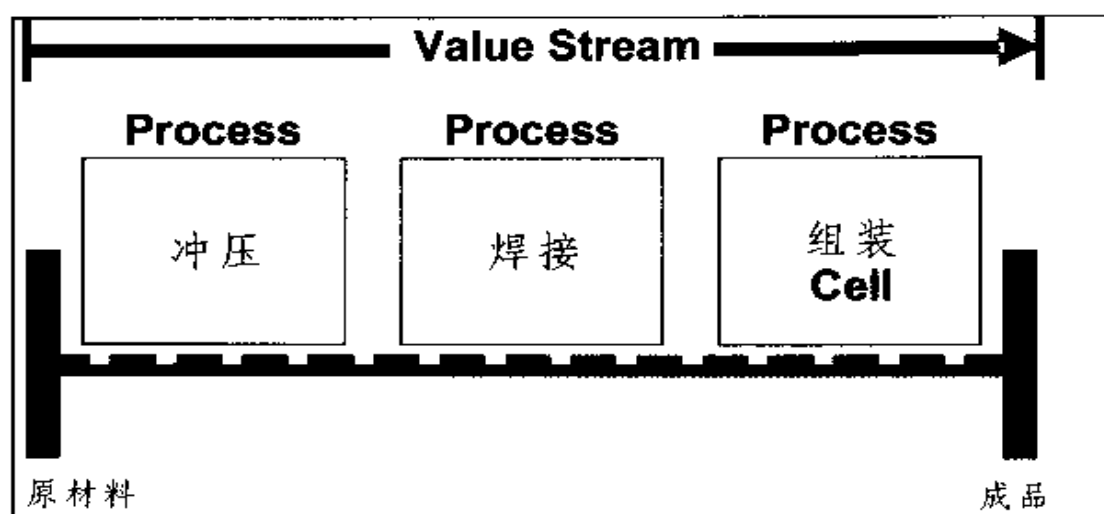 Value Stream
Process Process Process
冲压 焊接 组装
Cell
原材料 成品